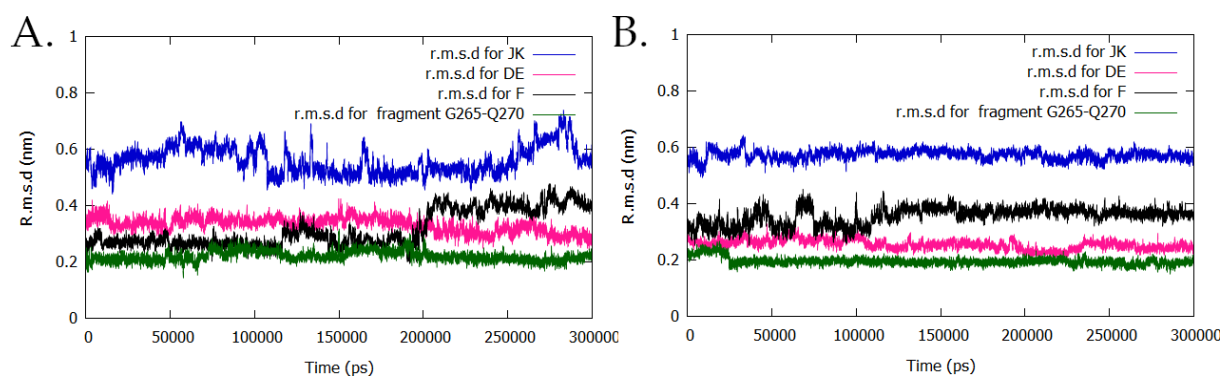 A.
1
0.8
0.6
0.4
0.2
0
R.m.s.d (nm)
r.m.s.d for JK
r.m.s.d for DE
r.m.s.d for F
r.m.s.d for fragment G265-Q270
0 50000 100000 150000 200000 250000 300000
Time (ps)
B.
1
0.8
0.6
0.4
0.2
0
R.m.s.d (nm)
r.m.s.d for JK
r.m.s.d for DE
r.m.s.d for F
r.m.s.d for fragment G265-Q270
0 50000 100000 150000 200000 250000 300000
Time (ps)